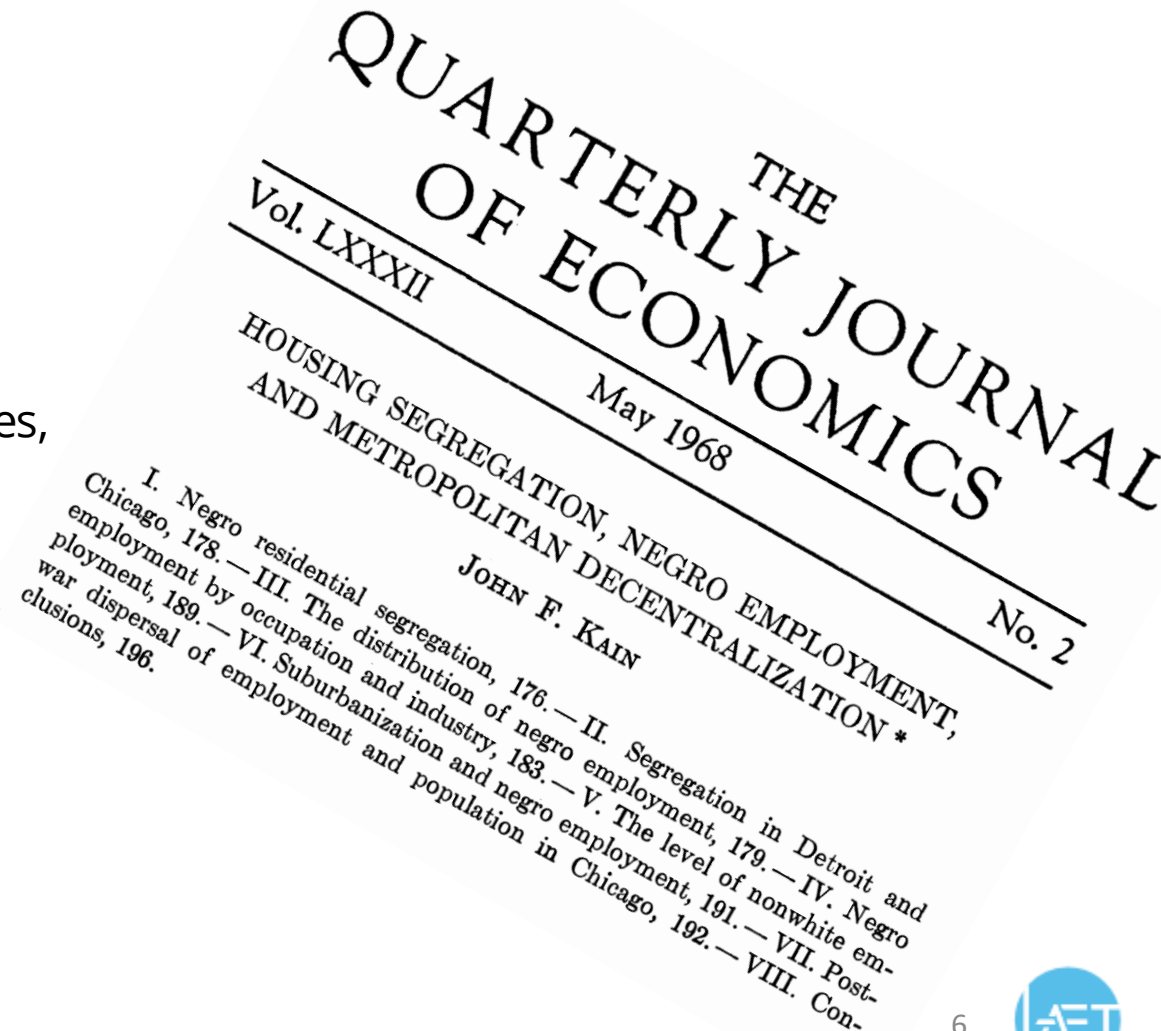 THE
QUARTERLY JOURNAL
OF ECONOMICS
Vol. LXXXII May 1968 No. 2
HOUSING SEGREGATION, NEGRO EMPLOYMENT,
AND METROPOLITAN DECENTRALIZATION *
JOHN F. KAIN
I. Negro residential segregation, 176. — II. Segregation in Detroit and
Chicago, 178. — III. The distribution of negro employment, 179. — IV. Negro
employment by occupation and industry, 183. — V. The level of nonwhite em-
ployment, 189. — VI. Suburbanization and negro employment, 191. — VII. Post-
war dispersal of employment and population in Chicago, 192. — VIII. Con-
clusions, 196.
es,
6